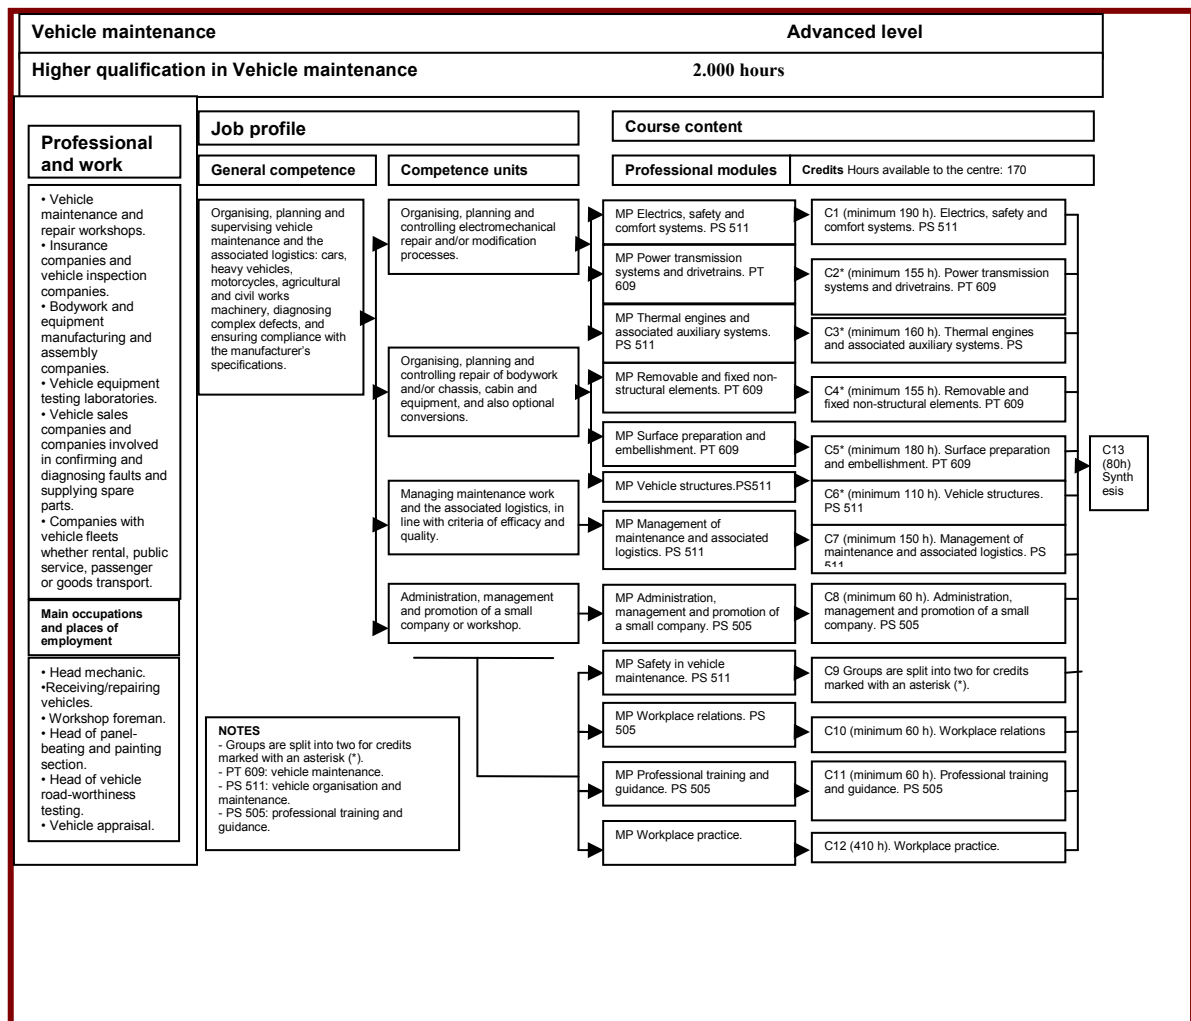 Vehicle maintenance Advanced level
Higher qualification in Vehicle maintenance 2.000 hours
Professional
and work
• Vehicle
maintenance and
repair workshops.
• Insurance
companies and
vehicle inspection
companies.
• Bodywork and
equipment
manufacturing and
assembly
companies.
• Vehicle equipment
testing laboratories.
• Vehicle sales
companies and
companies involved
in confirming and
diagnosing faults and
supplying spare
parts.
• Companies with
vehicle fleets
whether rental, public
service, passenger
or goods transport.
Main occupations
and places of
employment
• Head mechanic.
•Receiving/repairing
vehicles.
• Workshop foreman.
• Head of panel-
beating and painting
section.
• Head of vehicle
road-worthiness
testing.
• Vehicle appraisal.
Job profile
General competence
Organising, planning and
supervising vehicle
maintenance and the
associated logistics: cars,
heavy vehicles,
motorcycles, agricultural
and civil works
machinery, diagnosing
complex defects, and
ensuring compliance with
the manufacturer's
specifications.
Competence units
Organising, planning and
controlling electromechanical
repair and/or modification
processes.
Organising, planning and
controlling repair of bodywork
and/or chassis, cabin and
equipment, and also optional
conversions.
Managing maintenance work
and the associated logistics, in
line with criteria of efficacy and
quality.
Administration, management
and promotion of a small
company or workshop.
NOTES
- Groups are split into two for credits
marked with an asterisk (*).
- PT 609: vehicle maintenance.
- PS 511: vehicle organisation and
maintenance.
- PS 505: professional training and
guidance.
Course content
Professional modules
MP Electrics, safety and
comfort systems. PS 511
MP Power transmission
systems and drivetrains. PT
609
MP Thermal engines and
associated auxiliary systems.
PS 511
MP Removable and fixed non-
structural elements. PT 609
MP Surface preparation and
embellishment. PT 609
MP Vehicle structures.PS511
MP Management of
maintenance and associated
logistics. PS 511
MP Administration,
management and promotion of
a small company. PS 505
MP Safety in vehicle
maintenance. PS 511
MP Workplace relations. PS
505
MP Professional training and
guidance. PS 505
MP Workplace practice.
Credits Hours available to the centre: 170
C1 (minimum 190 h). Electrics, safety and
comfort systems. PS 511
C2* (minimum 155 h). Power transmission
systems and drivetrains. PT 609
C3* (minimum 160 h). Thermal engines
and associated auxiliary systems. PS
C4* (minimum 155 h). Removable and
fixed non-structural elements. PT 609
C5* (minimum 180 h). Surface preparation
and embellishment. PT 609
C6* (minimum 110 h). Vehicle structures.
PS 511
C7 (minimum 150 h). Management of
maintenance and associated logistics. PS
511
C8 (minimum 60 h). Administration,
management and promotion of a small
company. PS 505
C9 Groups are split into two for credits
marked with an asterisk (*).
C10 (minimum 60 h). Workplace relations
C11 (minimum 60 h). Professional training
and guidance. PS 505
C12 (410 h). Workplace practice.
C13
(80h)
Synth
esis